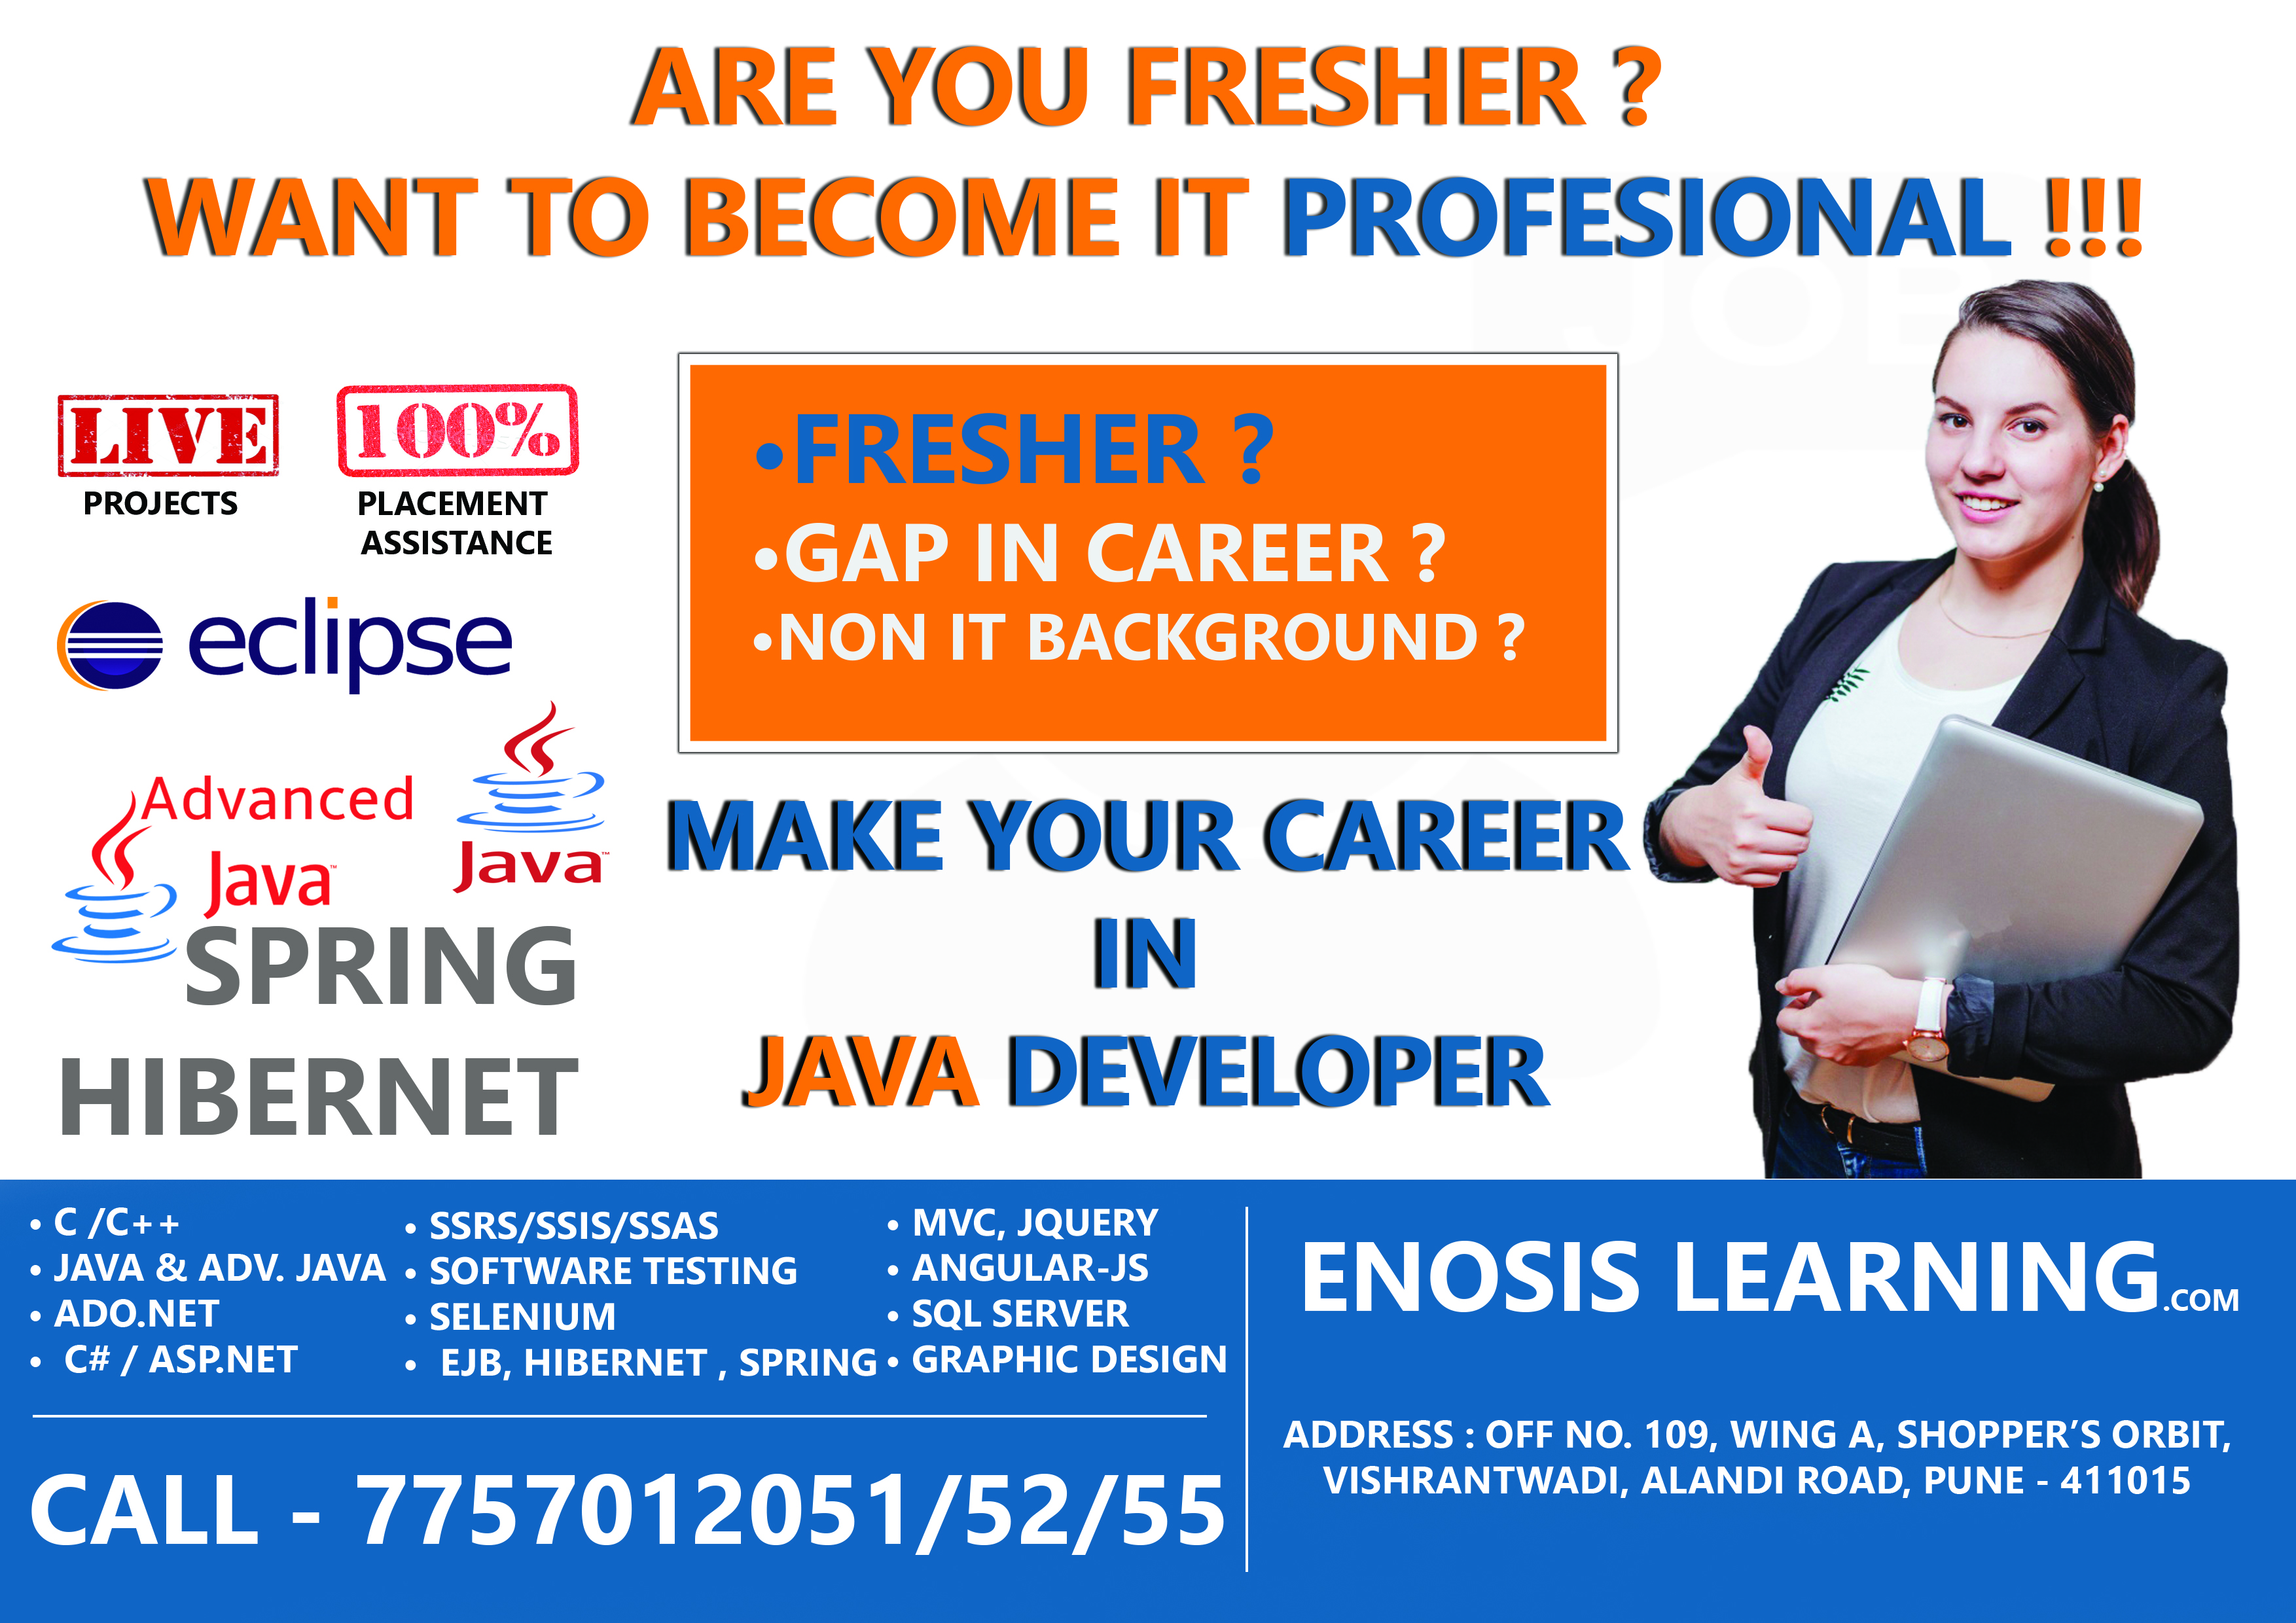 ARE YOU FRESHER ?
WANT TO BECOME IT PROFESIONAL !!!
LIVE
PROJECTS
100%
PLACEMENT
ASSISTANCE
eclipse
Advanced
Java™
Java™
SPRING
HIBERNET
•FRESHER ?
•GAP IN CAREER ?
•NON IT BACKGROUND ?
MAKE YOUR CAREER
IN
JAVA DEVELOPER
• C /C++
• JAVA & ADV. JAVA
• ADO.NET
• C# / ASP.NET
• SSRS/SSIS/SSAS
• SOFTWARE TESTING
• SELENIUM
• EJB, HIBERNET , SPRING
• MVC, JQUERY
• ANGULAR-JS
• SQL SERVER
• GRAPHIC DESIGN
CALL - 7757012051/52/55
ENOSIS LEARNING.COM
ADDRESS : OFF NO. 109, WING A, SHOPPER’S ORBIT,
VISHRANTWADI, ALANDI ROAD, PUNE - 411015